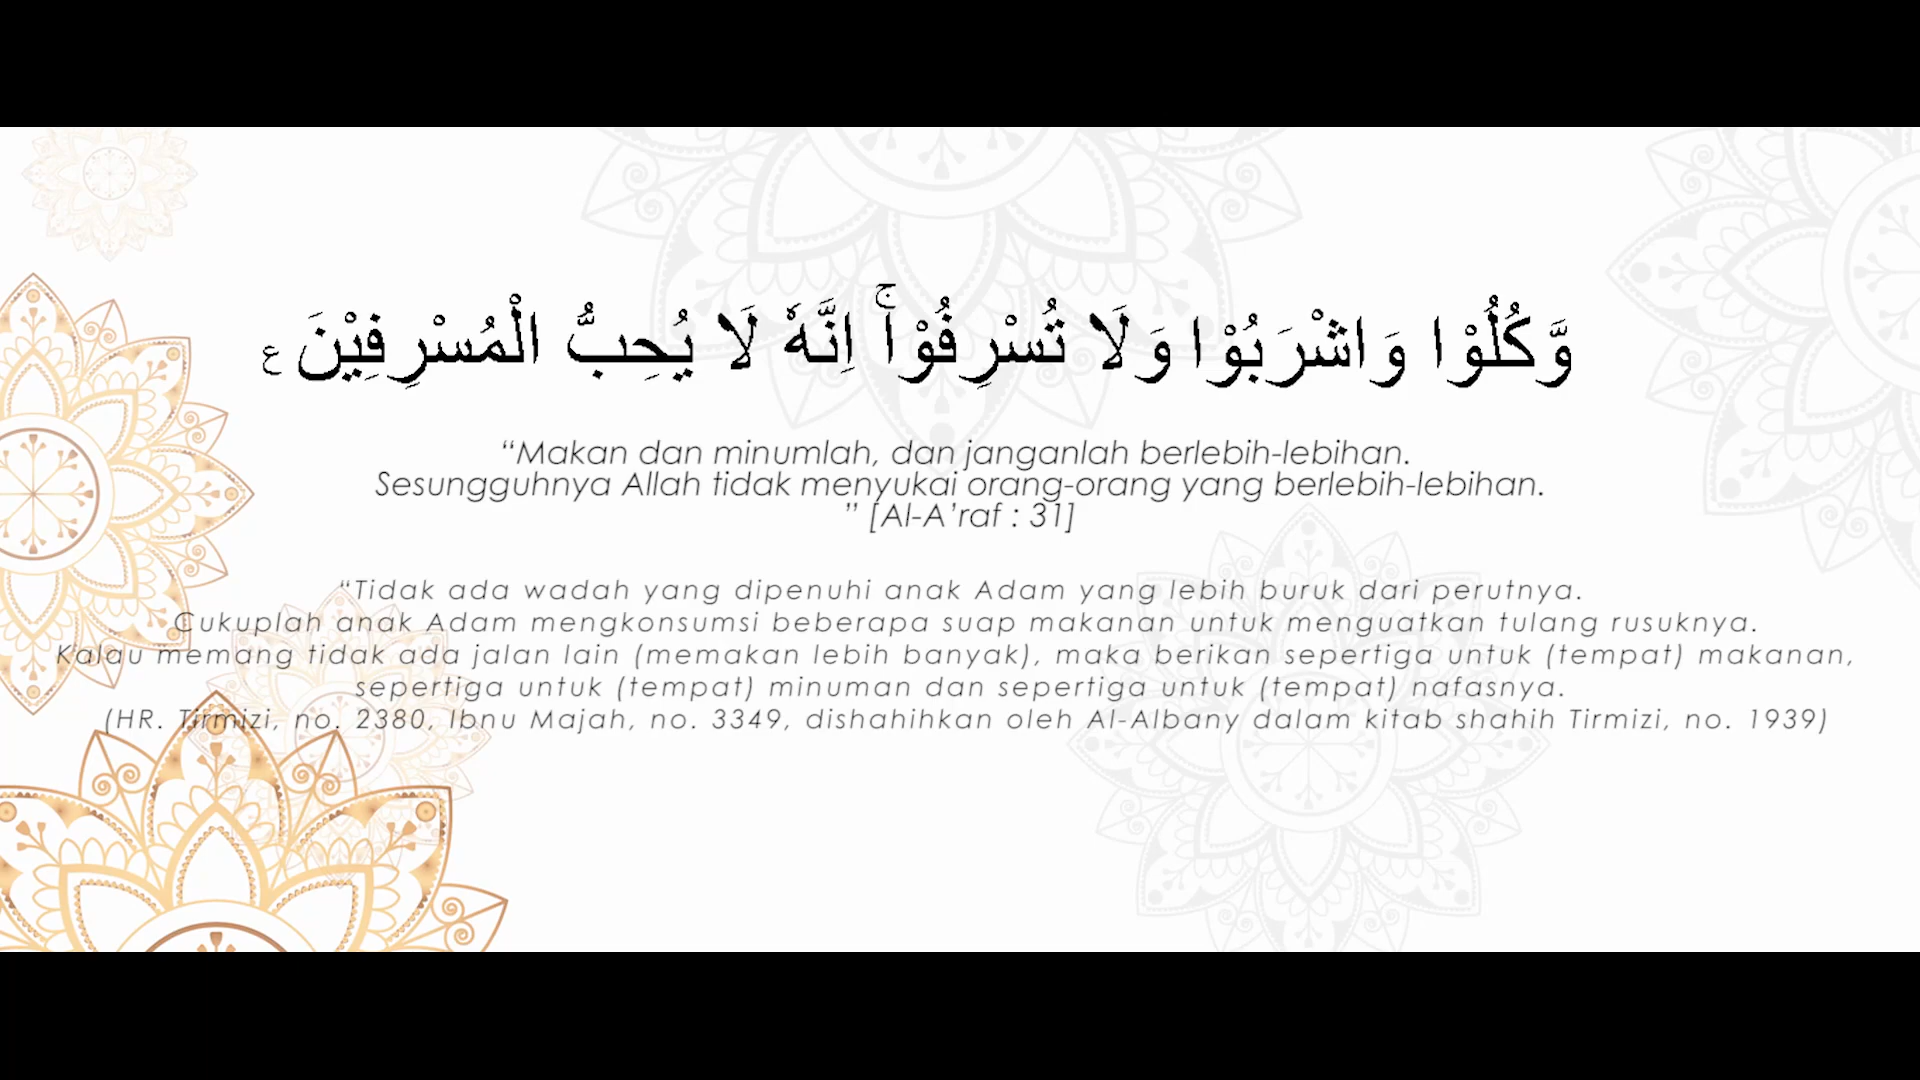 وَّكُلُوْا وَاشْرَبُوْا وَلَا تُسْرِفُوْاۚ اِنَّهٗ لَا يُحِبُّ الْمُسْرِفِيْنَ ع
“Makan dan minumlah, dan janganlah berlebih-lebihan.
Sesungguhnya Allah tidak menyukai orang-orang yang berlebih-lebihan.
” [Al-A’raf : 31]
“Tidak ada wadah yang dipenuhi anak Adam yang lebih buruk dari perutnya.
Cukuplah anak Adam mengkonsumsi beberapa suap makanan untuk menguatkan tulang rusuknya.
Kalau memang tidak ada jalan lain (memakan lebih banyak), maka berikan sepertiga untuk (tempat) makanan,
sepertiga untuk (tempat) minuman dan sepertiga untuk (tempat) nafasnya.
(HR. Tirmizi, no. 2380, Ibnu Majah, no. 3349, dishahihkan oleh Al-Albany dalam kitab shahih Tirmizi, no. 1939)